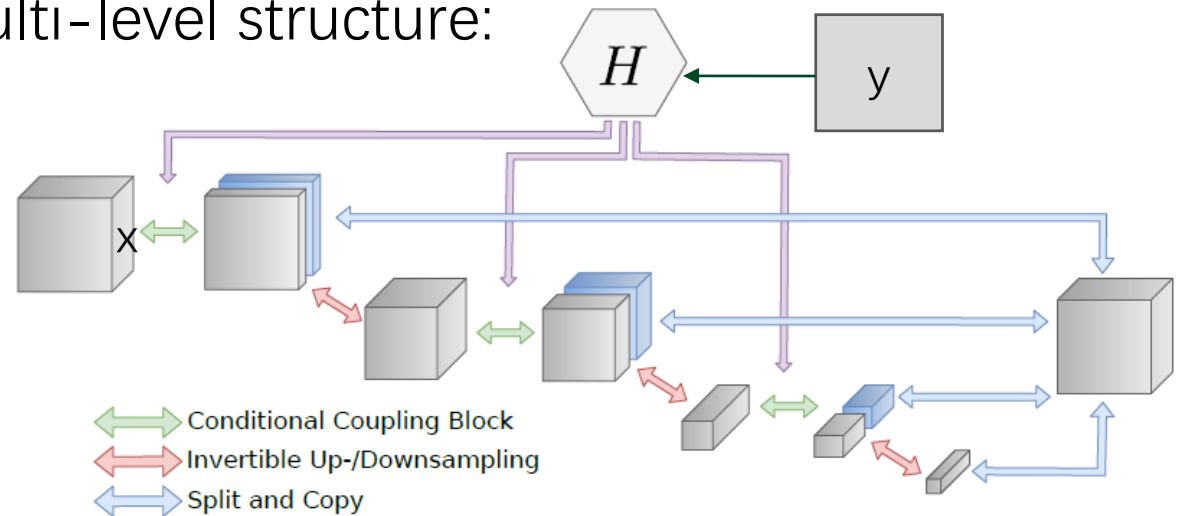 ulti-level structure:
H
y
x
Conditional Coupling Block
Invertible Up-/Downsampling
Split and Copy